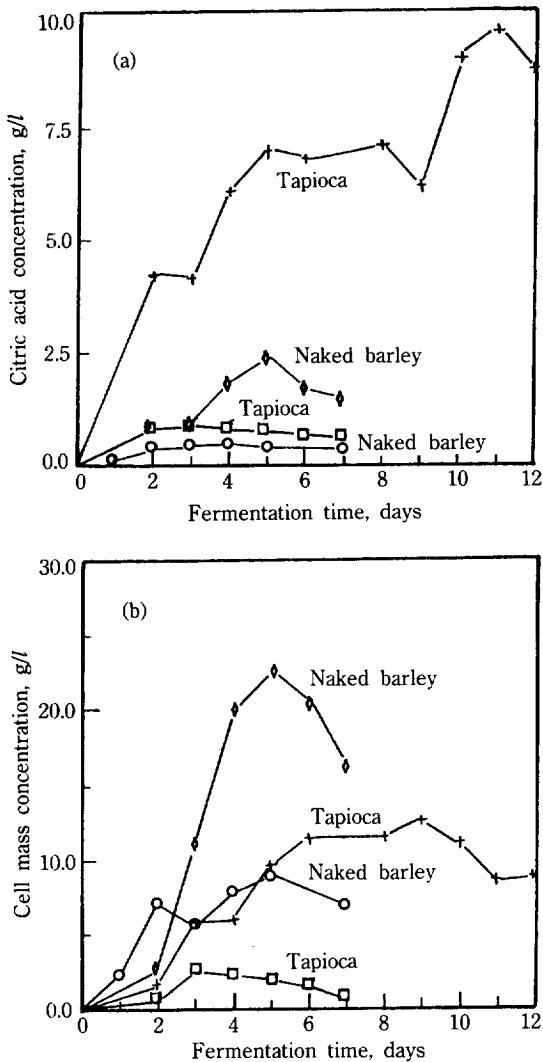 Citric acid concentration, g/l
10.0
(a)
7.5
Tapioca
5.0
Naked barley
2.5
Tapioca
Naked barley
0.0
0 2 4 6 8 10 12
Fermentation time, days
Cell mass concentration, g/l
30.0
(b)
Naked barley
20.0
Tapioca
10.0
Naked barley
Tapioca
0.0
0 2 4 6 8 10 12
Fermentation time, days